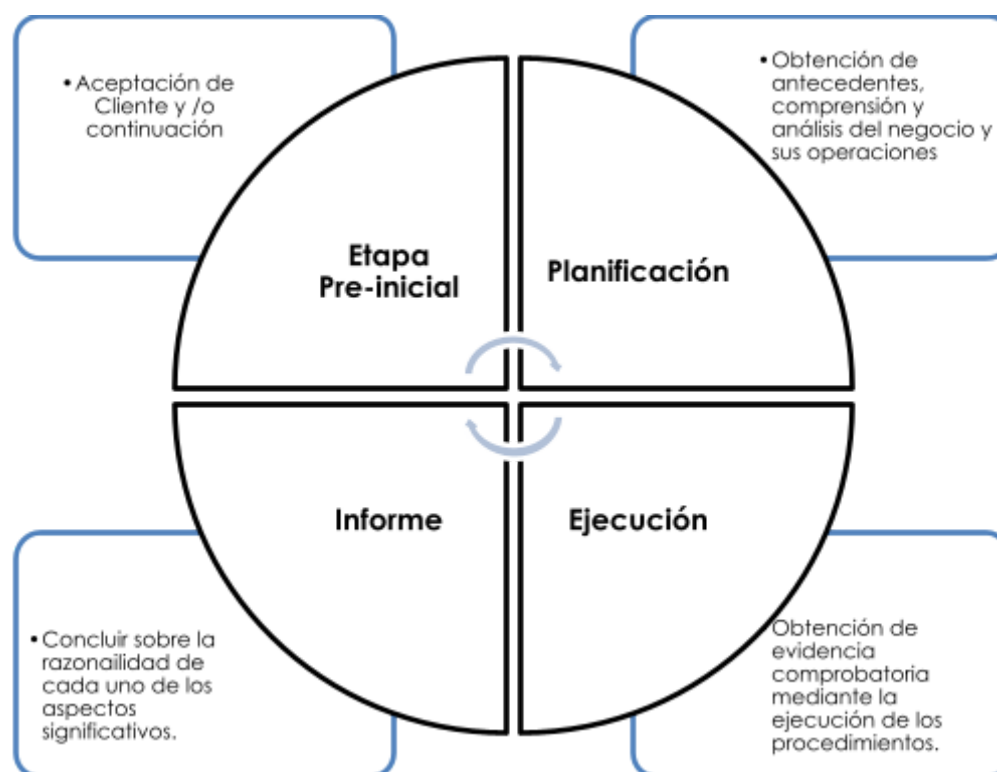 • Aceptación de
Cliente y /o
continuación
• Obtención de
antecedentes,
comprensión y
análisis del negocio y
sus operaciones
Etapa
Pre-inicial
Planificación
Informe
Ejecución
• Concluir sobre la
razonailidad de
cada uno de los
aspectos
significativos.
Obtención de
evidencia
comprobatoria
mediante la
ejecución de los
procedimientos.